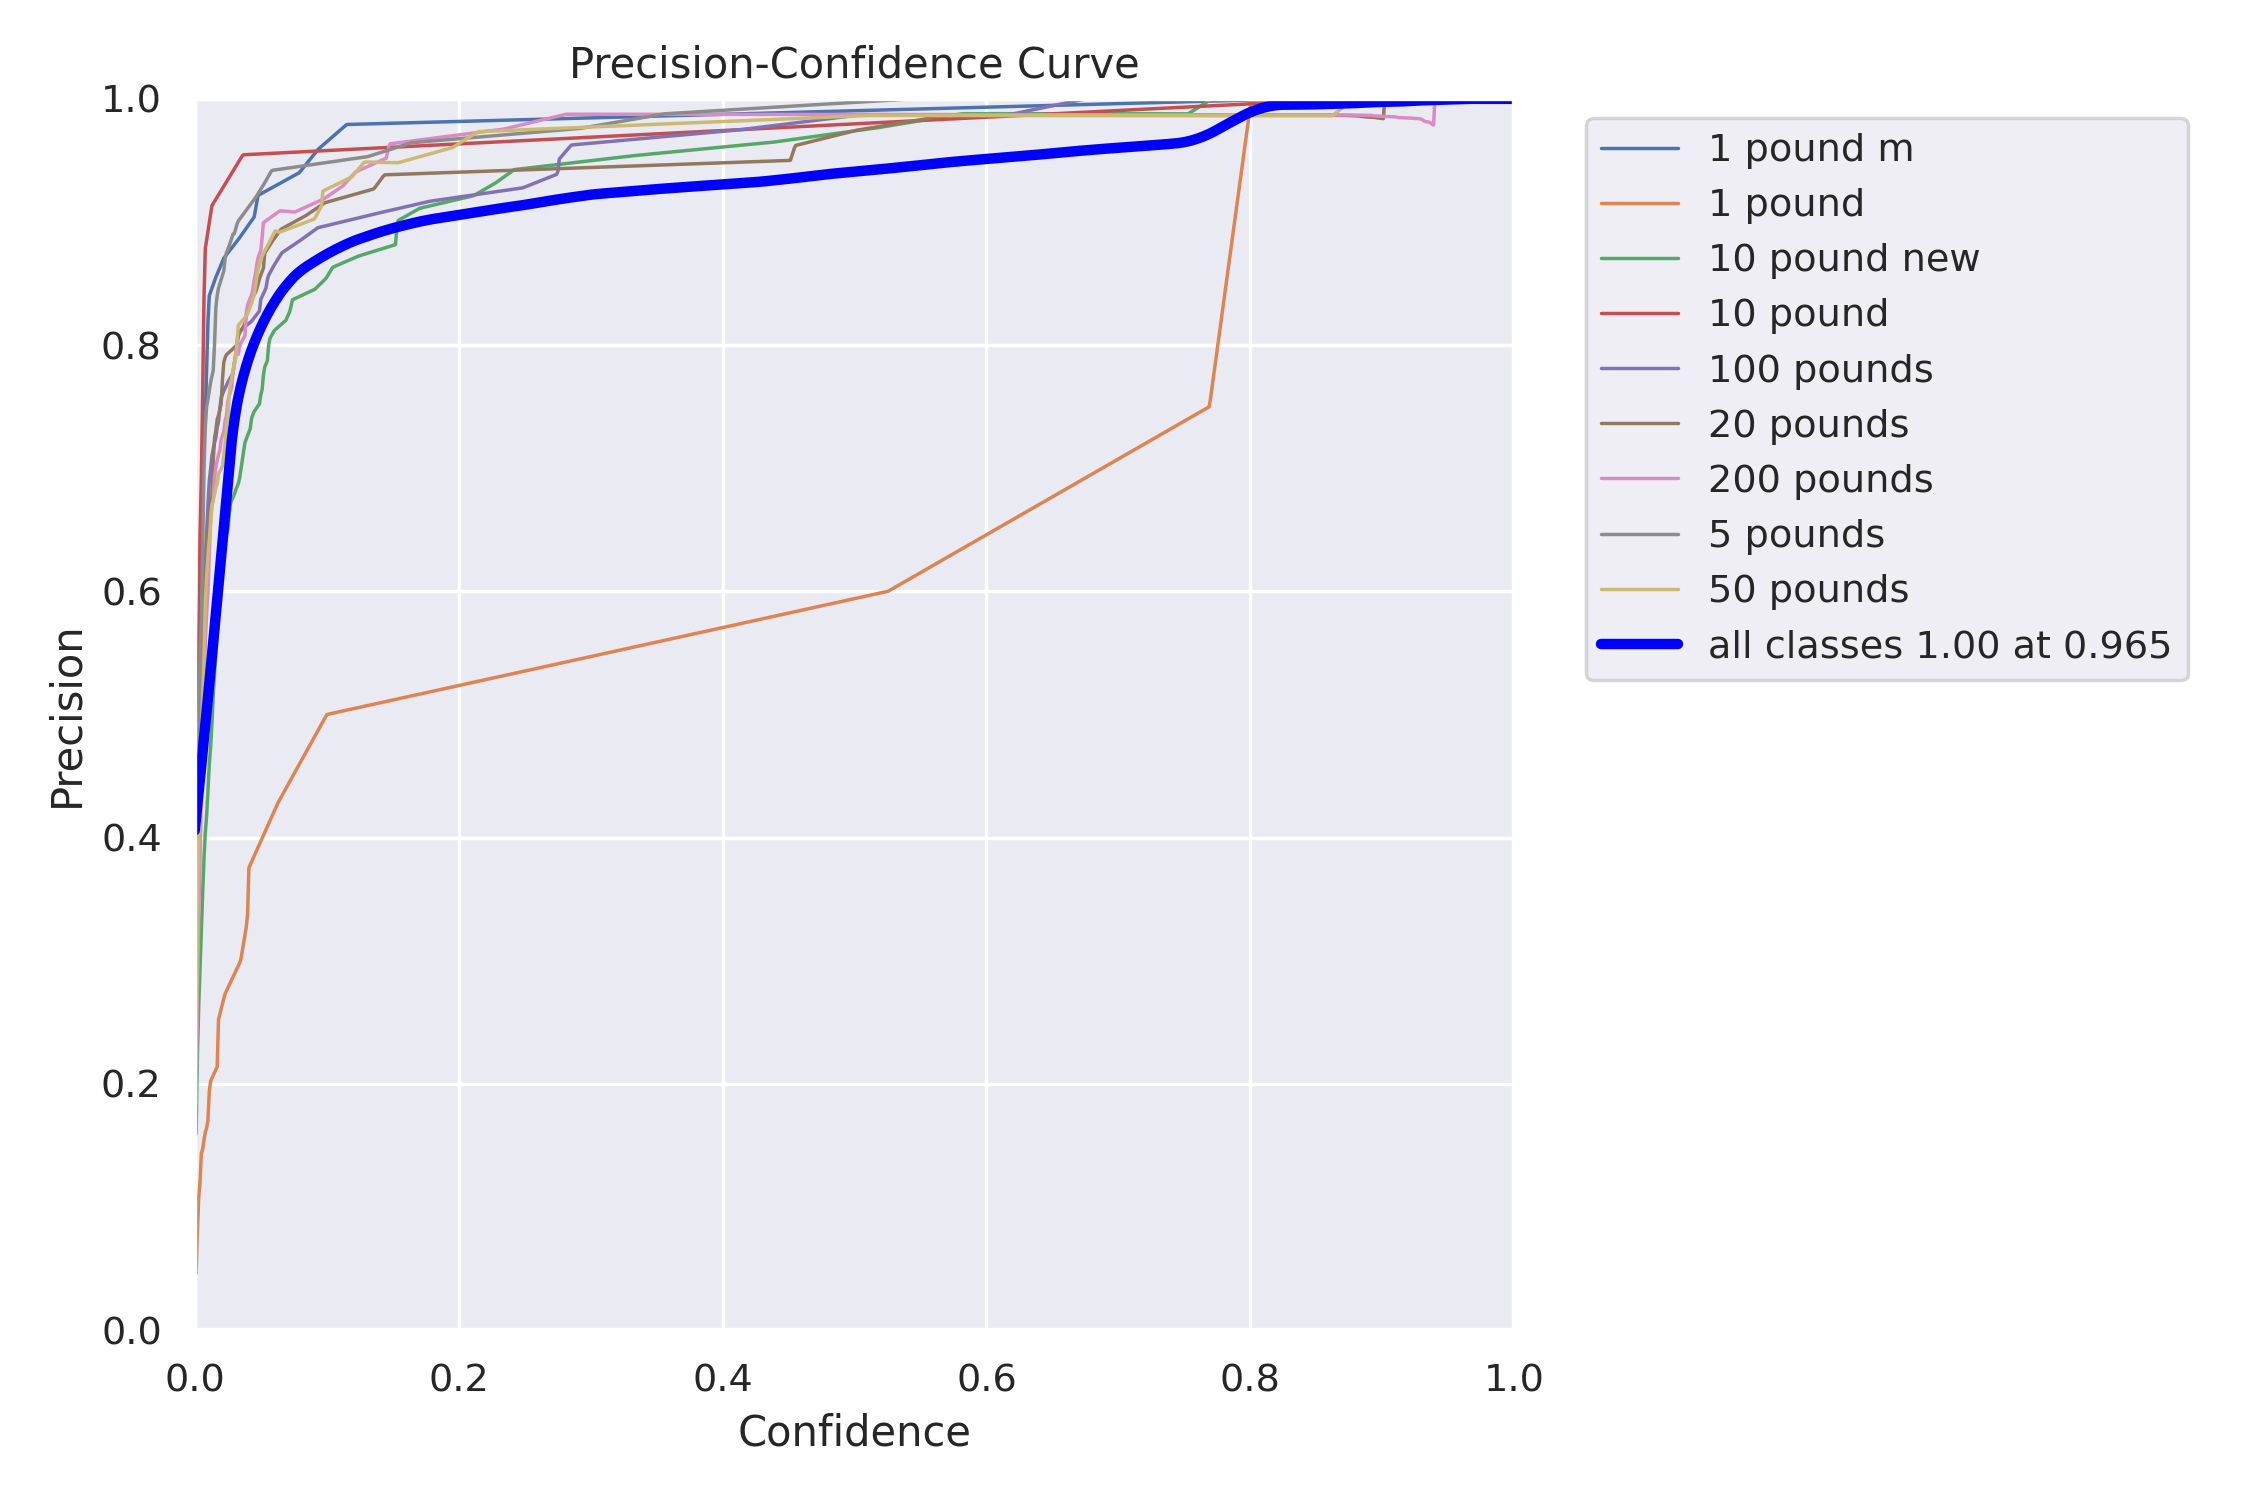 Precision-Confidence Curve
1.0
0.8
0.6
0.4
0.2
0.0
Precision
0.0 0.2 0.4 0.6 0.8 1.0
Confidence
1 pound m
1 pound
10 pound new
10 pound
100 pounds
20 pounds
200 pounds
5 pounds
50 pounds
all classes 1.00 at 0.965